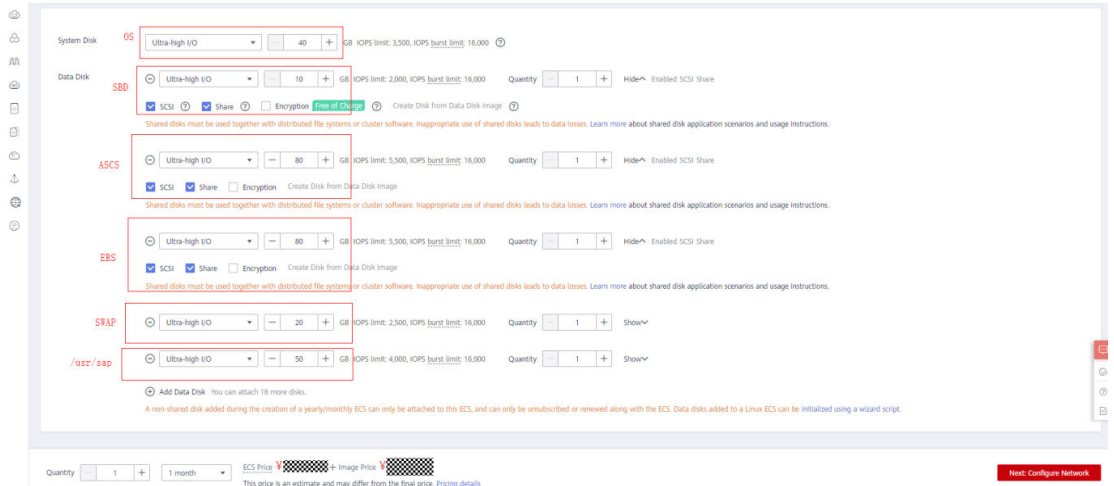 System Disk OS Ultra-high I/O 40 + GB IOPS limit: 3,500, IOPS burst limit: 16,000 ?
Data Disk SBD Ultra-high I/O 10 + GB IOPS limit: 2,000, IOPS burst limit: 16,000 Quantity 1 + Hide Enabled SCSI Share
SCSI ? Share ? Encryption Free of Charge ? Create Disk from Data Disk Image ?
Shared disks must be used together with distributed file systems or cluster software. Inappropriate use of shared disks leads to data losses. Learn more about shared disk application scenarios and usage instructions.
ASCS Ultra-high I/O − 80 + GB IOPS limit: 5,500, IOPS burst limit: 16,000 Quantity 1 + Hide Enabled SCSI Share
SCSI Share Encryption Create Disk from Data Disk Image
Shared disks must be used together with distributed file systems or cluster software. Inappropriate use of shared disks leads to data losses. Learn more about shared disk application scenarios and usage instructions.
ERS Ultra-high I/O − 80 + GB IOPS limit: 5,500, IOPS burst limit: 16,000 Quantity 1 + Hide Enabled SCSI Share
SCSI Share Encryption Create Disk from Data Disk Image
Shared disks must be used together with distributed file systems or cluster software. Inappropriate use of shared disks leads to data losses. Learn more about shared disk application scenarios and usage instructions.
SWAP Ultra-high I/O − 20 + GB IOPS limit: 2,500, IOPS burst limit: 16,000 Quantity 1 + Show
/usr/sap Ultra-high I/O − 50 + GB IOPS limit: 4,000, IOPS burst limit: 16,000 Quantity 1 + Show
Add Data Disk You can attach 18 more disks.
A non-shared disk added during the creation of a yearly/monthly ECS can only be attached to this ECS, and can only be unsubscribed or renewed along with the ECS. Data disks added to a Linux ECS can be initialized using a wizard script.
Quantity 1 + 1 month ECS Price ¥ + Image Price ¥ Next: Configure Network
This price is an estimate and may differ from the final price. Pricing details